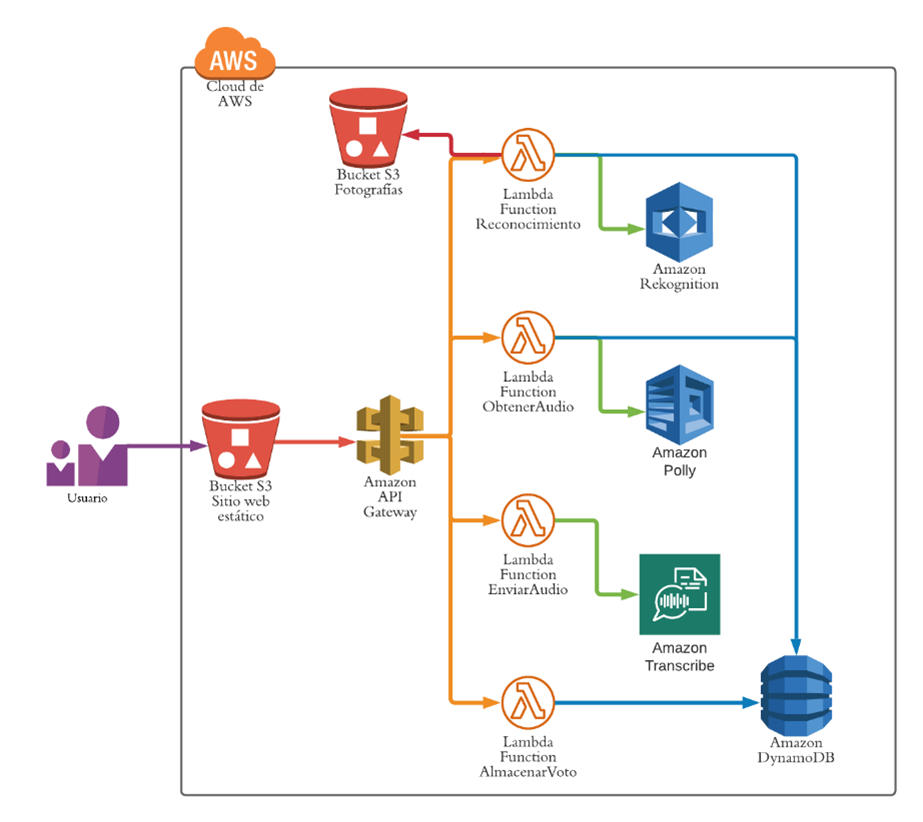 AWS
Cloud de
AWS
Bucket S3
Fotografías
Lambda
Function
Reconocimiento
Amazon
Rekognition
Lambda
Function
ObtenerAudio
Amazon
Polly
Usuario
Bucket S3
Sitio web
estático
Amazon
API
Gateway
Lambda
Function
EnviarAudio
Amazon
Transcribe
Lambda
Function
AlmacenarVoto
Amazon
DynamoDB